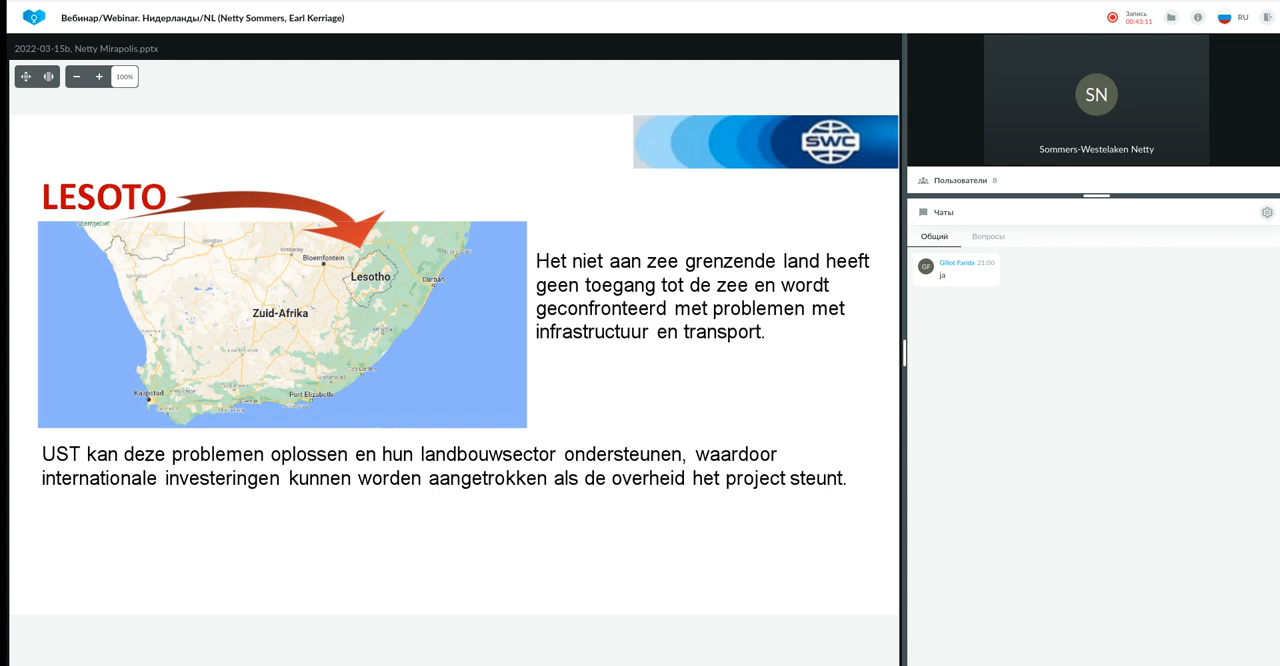 Вебинар/Webinar. Нидерланды/NL (Netty Sommers, Earl Kerriage)
Запись
00:43:11
RU
2022-03-15b, Netty Mirapolis.pptx
100%
SWC
SN
Sommers-Westelaken Netty
Пользователи 8
Чаты
Общий Вопросы
GF
Gillot Farida 21:00
ja
LESOTO
Upington
Kimberley
Bloemfontein
Lesotho
Durban
Zuid-Afrika
Kaapstad
Port Elizabeth
Het niet aan zee grenzende land heeft
geen toegang tot de zee en wordt
geconfronteerd met problemen met
infrastructuur en transport.
UST kan deze problemen oplossen en hun landbouwsector ondersteunen, waardoor
internationale investeringen kunnen worden aangetrokken als de overheid het project steunt.